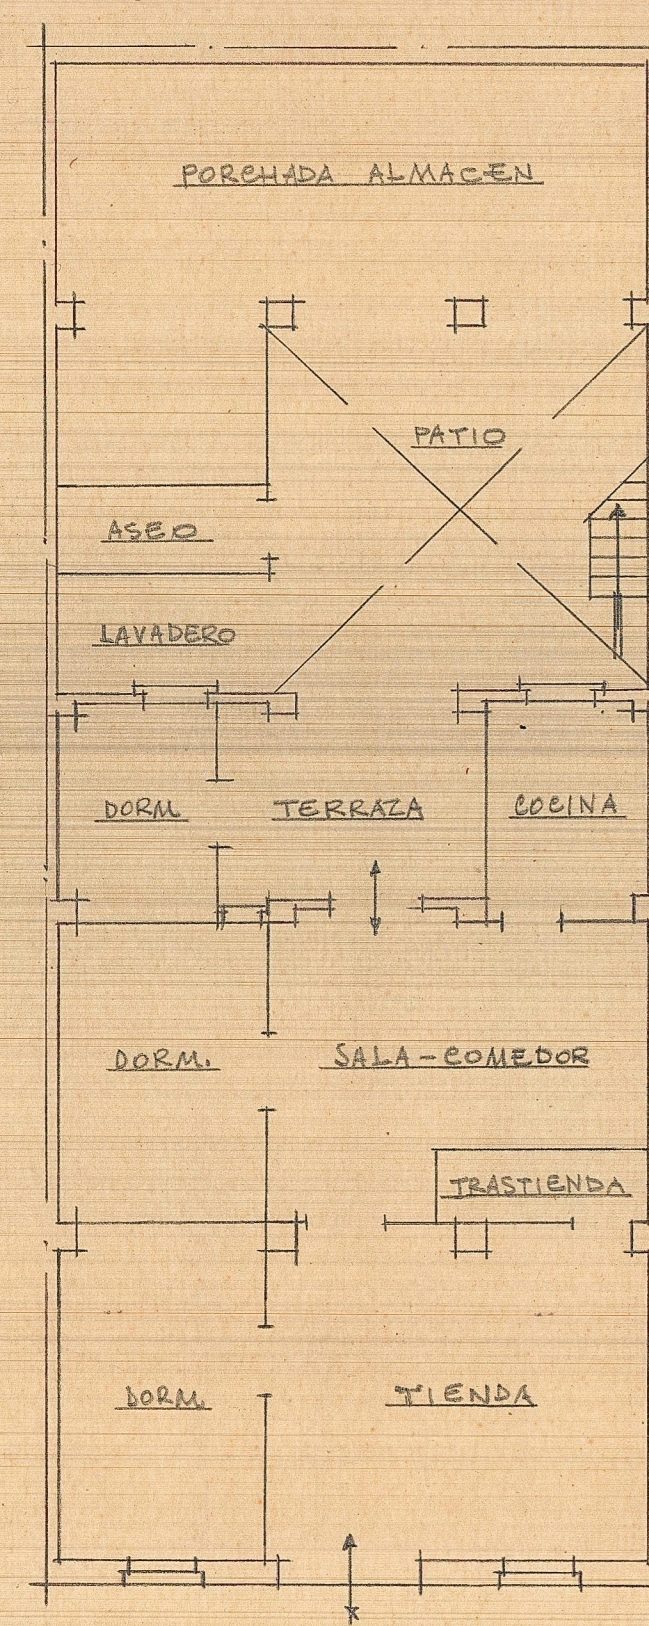 PORCHADA ALMACEN
PATIO
ASEO
LAVADERO
DORM.
TERRAZA
COCINA
DORM.
SALA-COMEDOR
TRASTIENDA
DORM.
TIENDA